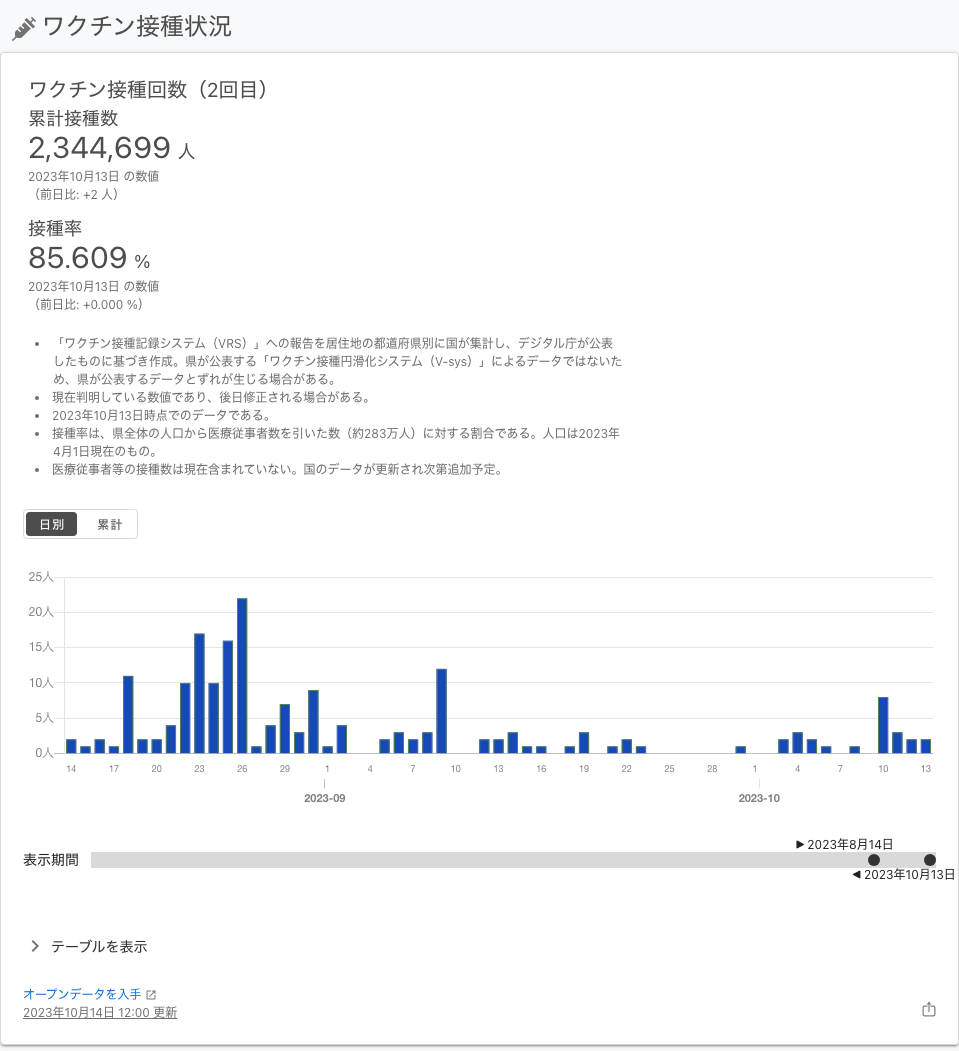 ワクチン接種状況
ワクチン接種回数（2回目）
累計接種数
2,344,699 人
2023年10月13日 の数値
（前日比: +2 人）
接種率
85.609 %
2023年10月13日 の数値
（前日比: +0.000 %）
• 「ワクチン接種記録システム（VRS）」への報告を居住地の都道府県別に国が集計し、デジタル庁が公表
したものに基づき作成。県が公表する「ワクチン接種円滑化システム（V-sys）」によるデータではないた
め、県が公表するデータとずれが生じる場合がある。
• 現在判明している数値であり、後日修正される場合がある。
• 2023年10月13日時点でのデータである。
• 接種率は、県全体の人口から医療従事者数を引いた数（約283万人）に対する割合である。人口は2023年
4月1日現在のもの。
• 医療従事者等の接種数は現在含まれていない。国のデータが更新され次第追加予定。
日別 累計
25人
20人
15人
10人
5人
0人
14 17 20 23 26 29 1 4 7 10 13 16 19 22 25 28 1 4 7 10 13
2023-09 2023-10
▶ 2023年8月14日
表示期間
◀ 2023年10月13日
テーブルを表示
オープンデータを入手
2023年10月14日 12:00 更新